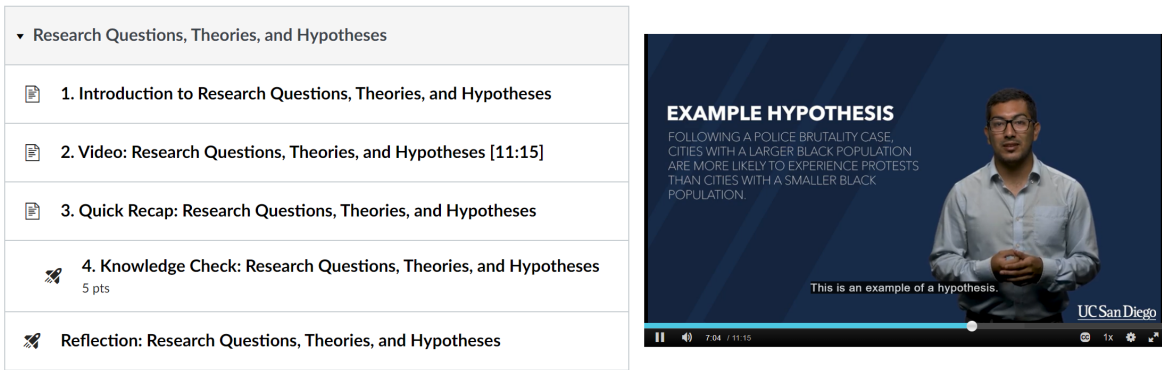 Research Questions, Theories, and Hypotheses
1. Introduction to Research Questions, Theories, and Hypotheses
2. Video: Research Questions, Theories, and Hypotheses [11:15]
3. Quick Recap: Research Questions, Theories, and Hypotheses
4. Knowledge Check: Research Questions, Theories, and Hypotheses
5 pts
Reflection: Research Questions, Theories, and Hypotheses
EXAMPLE HYPOTHESIS
FOLLOWING A POLICE BRUTALITY CASE,
CITIES WITH A LARGER BLACK POPULATION
ARE MORE LIKELY TO EXPERIENCE PROTESTS
THAN CITIES WITH A SMALLER BLACK
POPULATION.
This is an example of a hypothesis.
UC San Diego
7:04 / 11:15
CC 1x